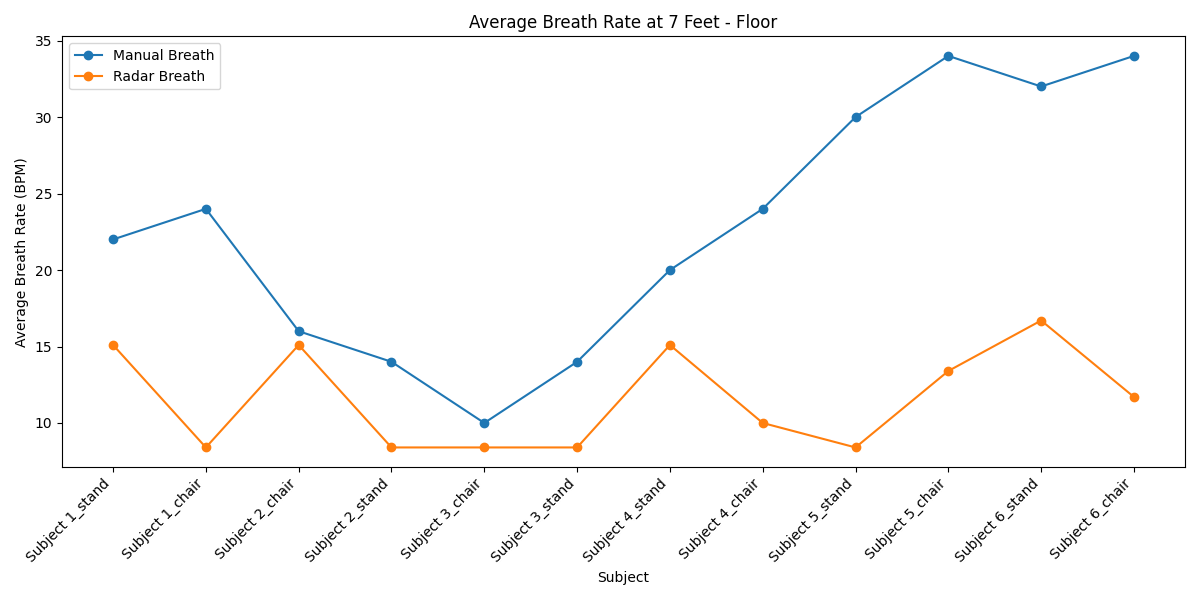 Average Breath Rate at 7 Feet - Floor
Manual Breath
Radar Breath
Average Breath Rate (BPM)
35
30
25
20
15
10
Subject 1_stand
Subject 1_chair
Subject 2_chair
Subject 2_stand
Subject 3_chair
Subject 3_stand
Subject 4_stand
Subject 4_chair
Subject 5_stand
Subject 5_chair
Subject 6_stand
Subject 6_chair
Subject